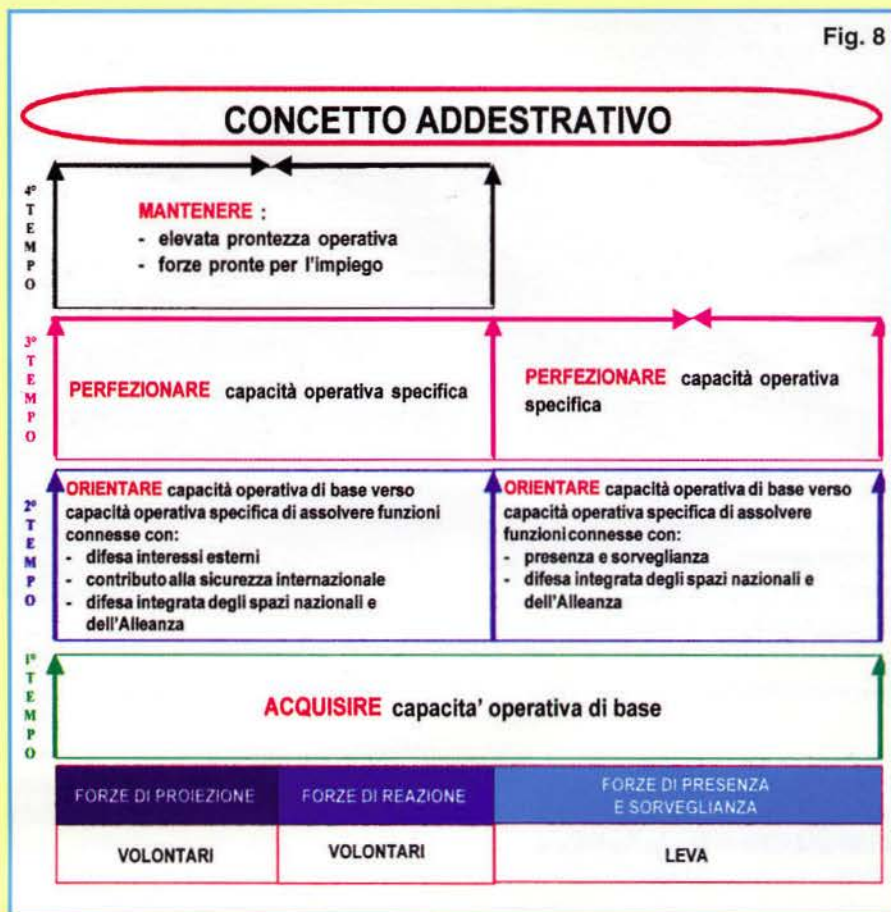 Fig. 8
CONCETTO ADDESTRATIVO
4° TEMPO
MANTENERE :
- elevata prontezza operativa
- forze pronte per l'impiego
3° TEMPO
PERFEZIONARE capacità operativa specifica
PERFEZIONARE capacità operativa
specifica
2° TEMPO
ORIENTARE capacità operativa di base verso
capacità operativa specifica di assolvere funzioni
connesse con:
- difesa interessi esterni
- contributo alla sicurezza internazionale
- difesa integrata degli spazi nazionali e
dell'Alleanza
ORIENTARE capacità operativa di base verso
capacità operativa specifica di assolvere
funzioni connesse con:
- presenza e sorveglianza
- difesa integrata degli spazi nazionali e
dell'Alleanza
1° TEMPO
ACQUISIRE capacita' operativa di base
FORZE DI PROIEZIONE
FORZE DI REAZIONE
FORZE DI PRESENZA
E SORVEGLIANZA
VOLONTARI
VOLONTARI
LEVA